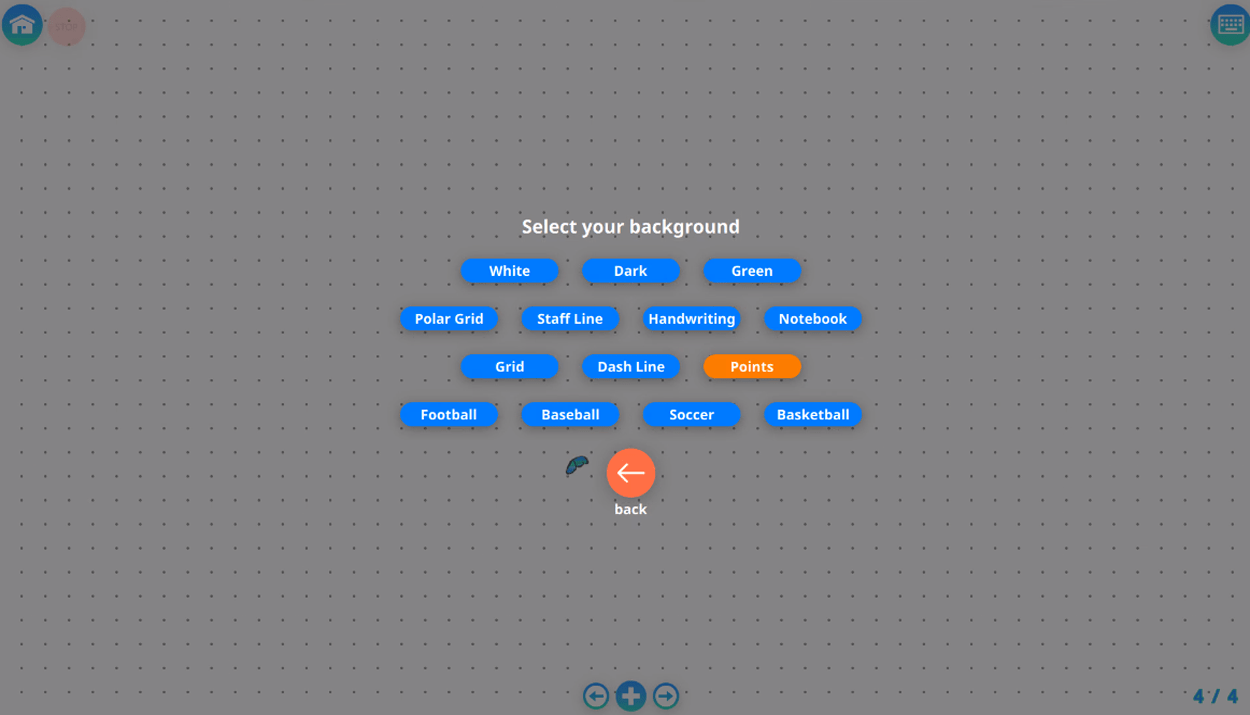 STOP
Select your background
White Dark Green
Polar Grid Staff Line Handwriting Notebook
Grid Dash Line Points
Football Baseball Soccer Basketball
back
4 / 4